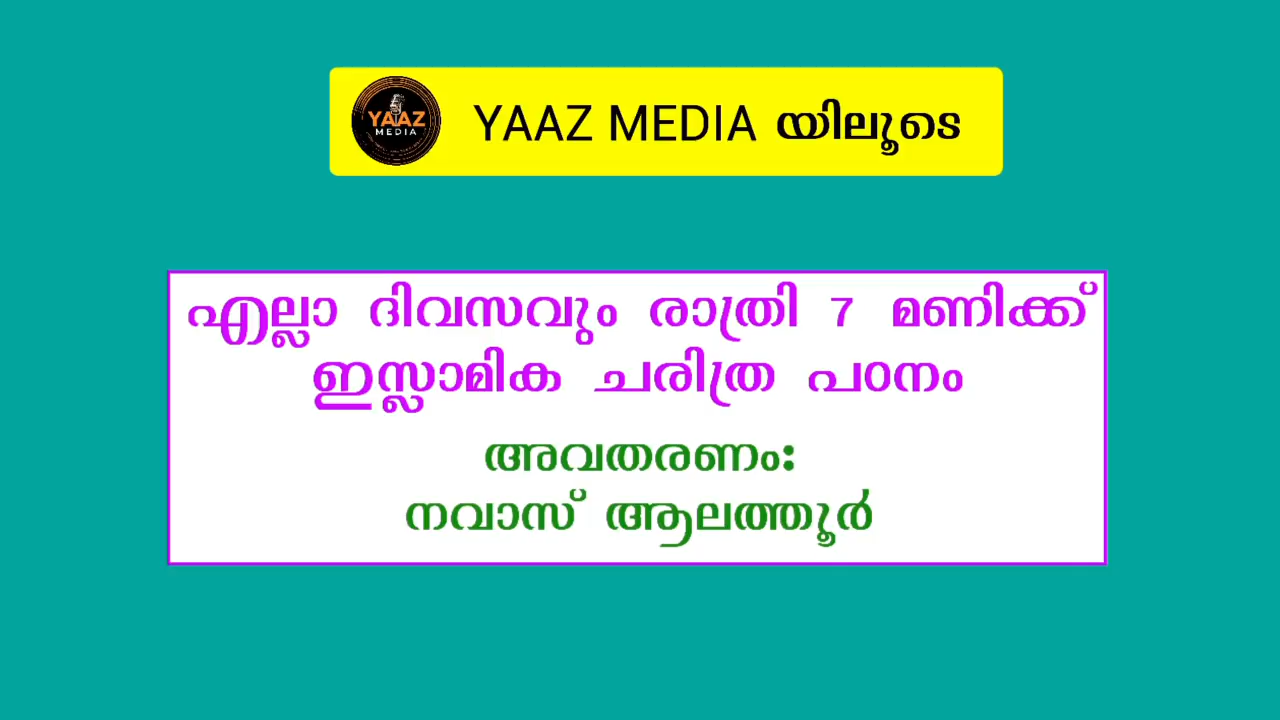 YAAZ
MEDIA
YAAZ MEDIA യിലൂടെ
എല്ലാ ദിവസവും രാത്രി 7 മണിക്ക്
ഇസ്ലാമിക ചരിത്ര പഠനം
അവതരണം:
നവാസ് ആലത്തൂർ